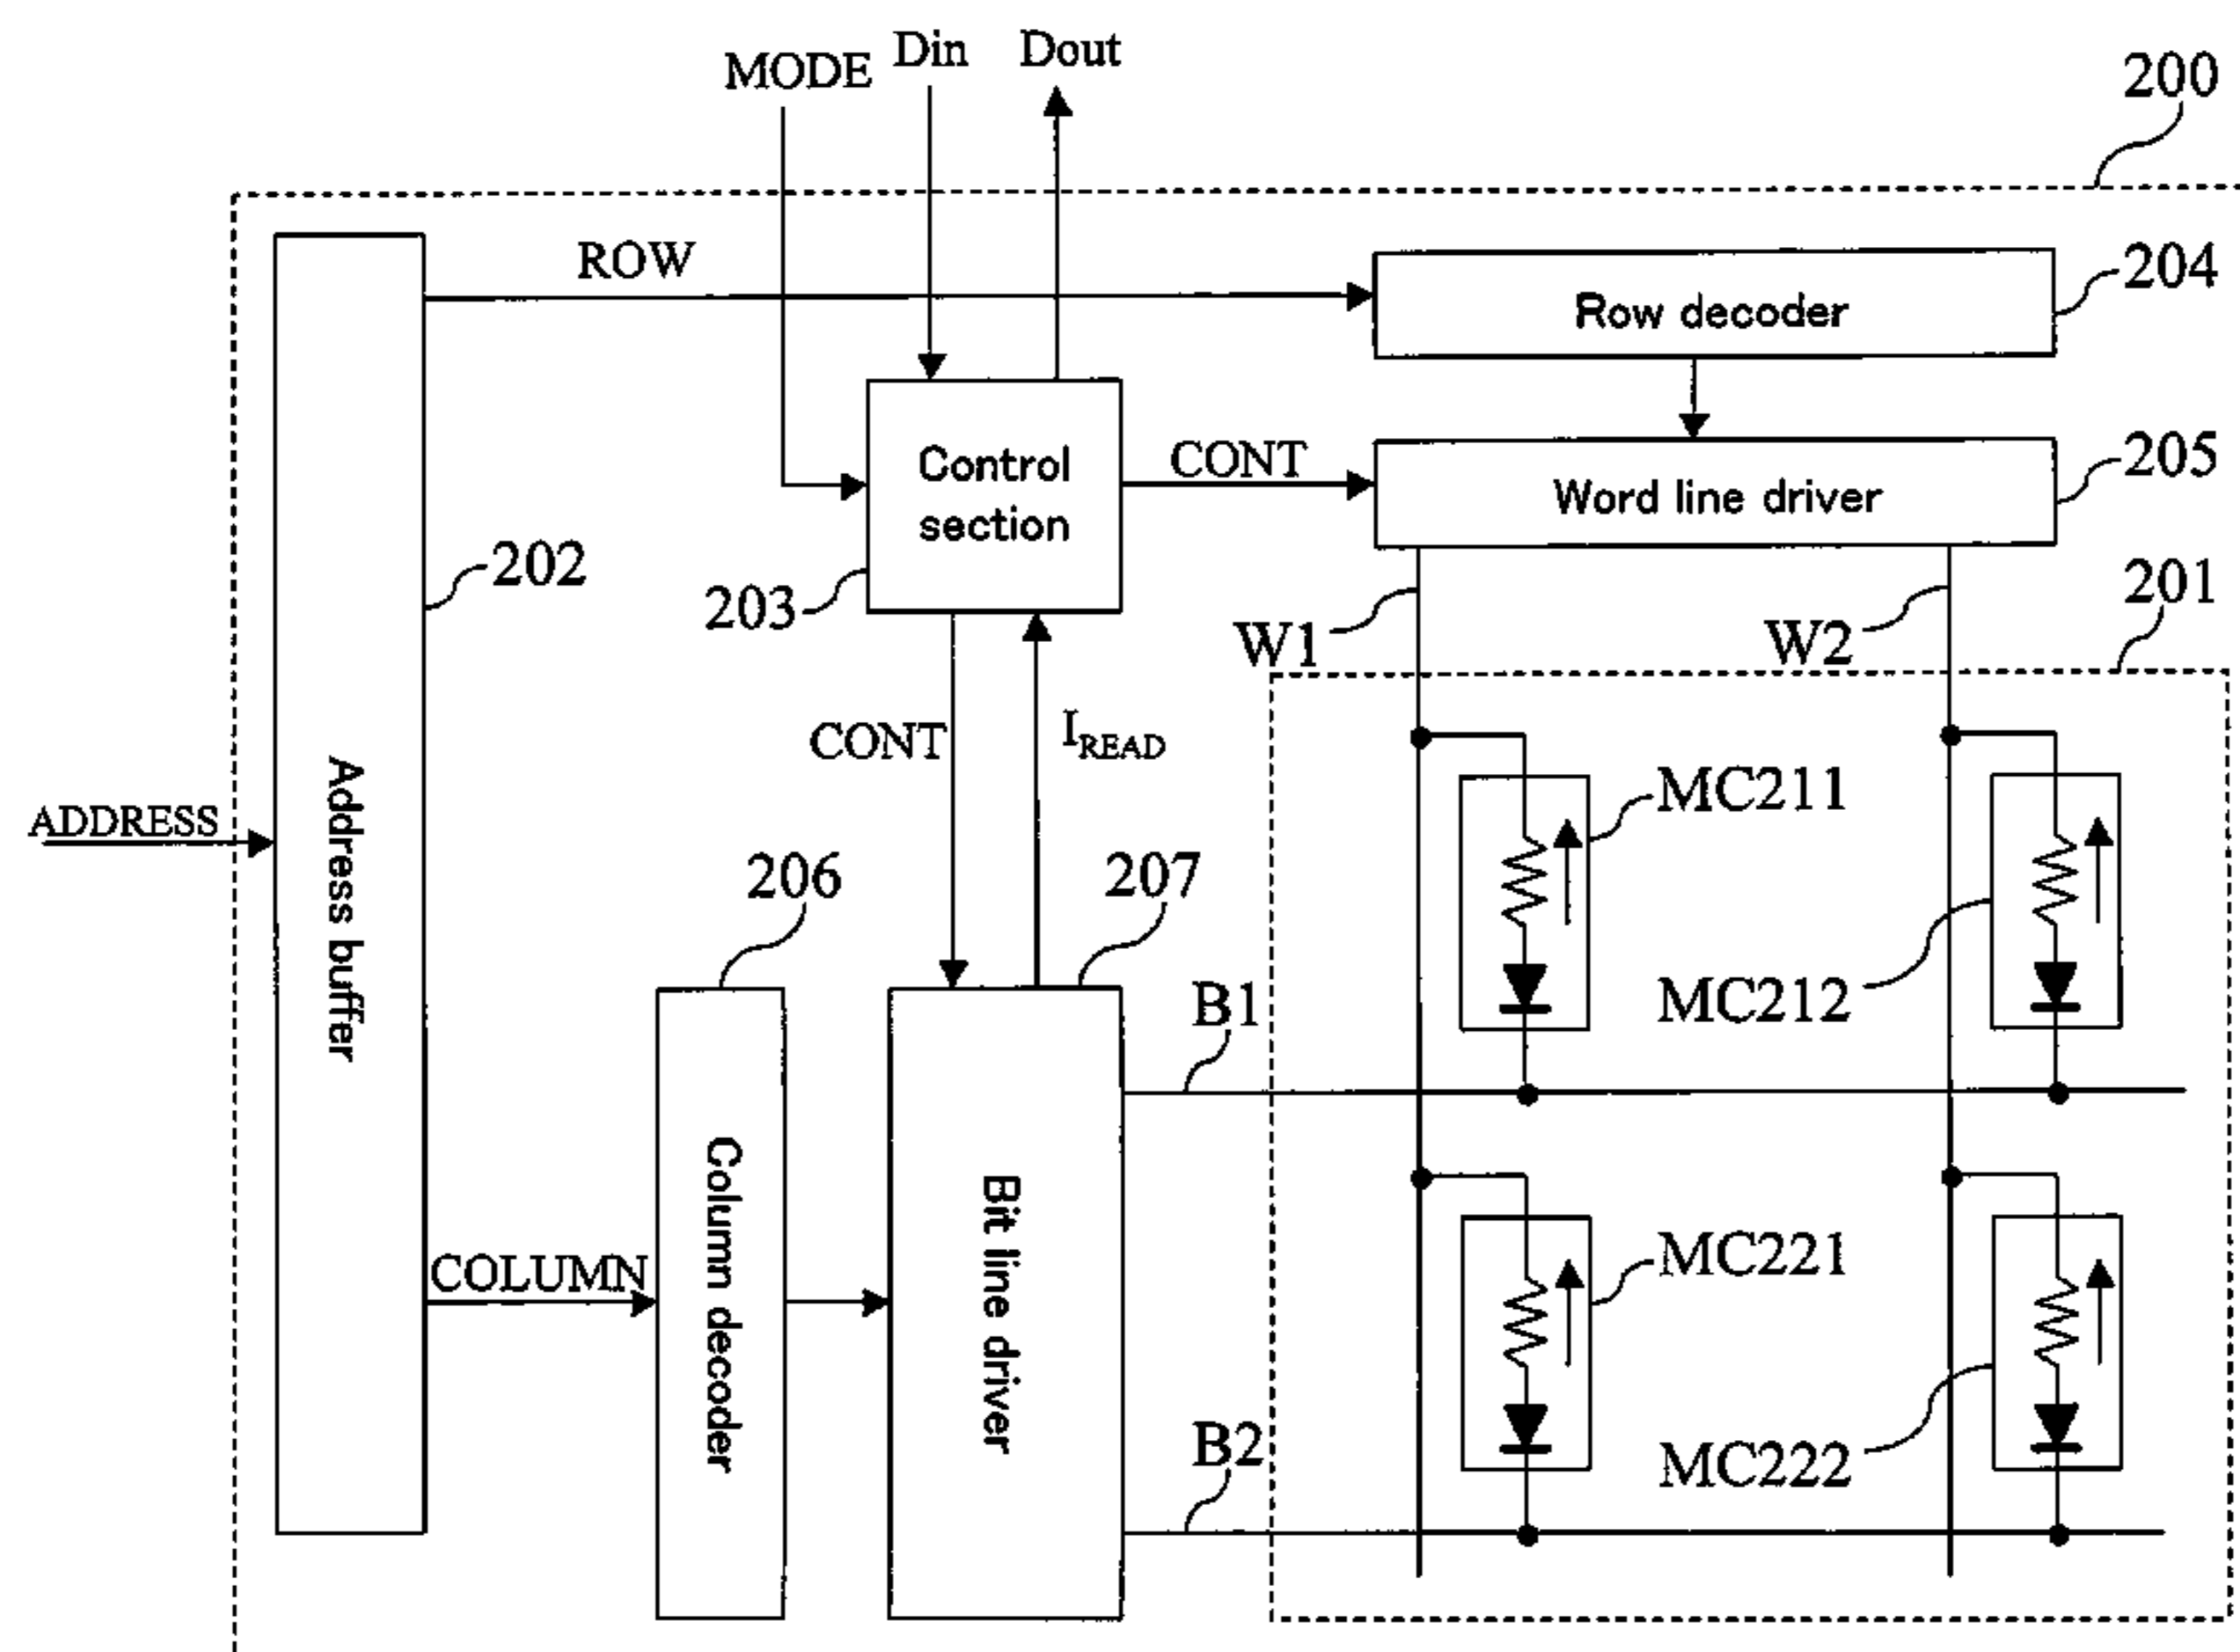 MODE
Din
Dout
200
ROW
Row decoder
204
Control
section
203
CONT
Word line driver
205
202
W1
W2
201
Address buffer
ADDRESS
CONT
I_READ
MC211
MC212
206
207
B1
COLUMN
Column decoder
Bit line driver
MC221
MC222
B2